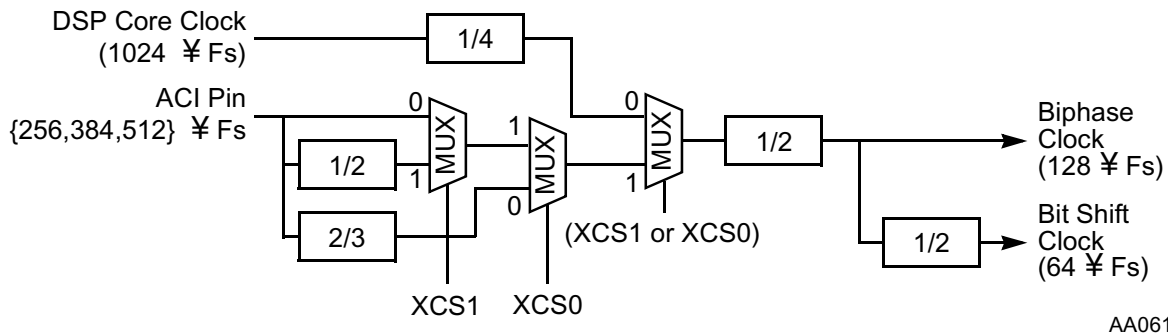 DSP Core Clock
(1024 ¥ Fs)
1/4
ACI Pin
{256,384,512} ¥ Fs
0
1
MUX
1/2
2/3
1
0
MUX
0
1
MUX
(XCS1 or XCS0)
XCS1
XCS0
1/2
Biphase
Clock
(128 ¥ Fs)
1/2
Bit Shift
Clock
(64 ¥ Fs)
AA061